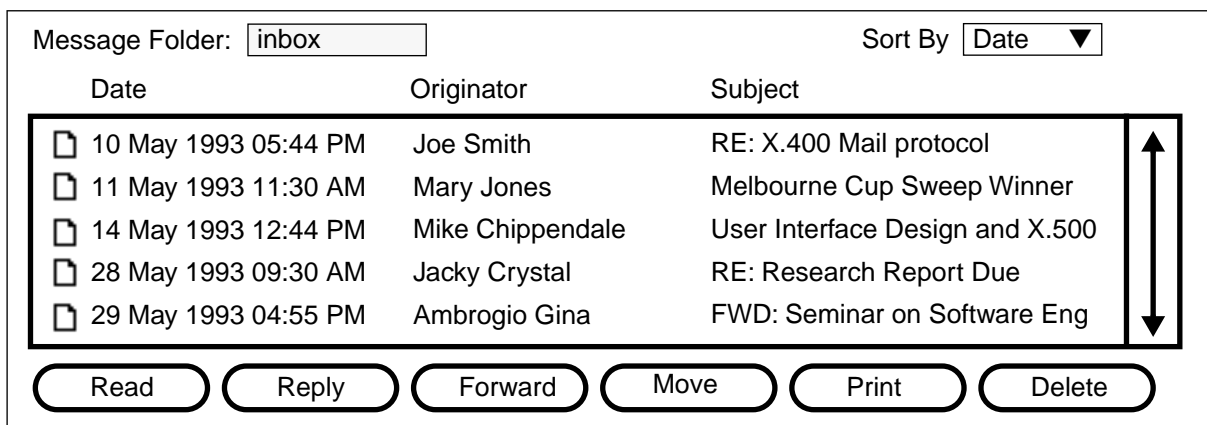 Message Folder: inbox Sort By Date
Date Originator Subject
10 May 1993 05:44 PM Joe Smith RE: X.400 Mail protocol
11 May 1993 11:30 AM Mary Jones Melbourne Cup Sweep Winner
14 May 1993 12:44 PM Mike Chippendale User Interface Design and X.500
28 May 1993 09:30 AM Jacky Crystal RE: Research Report Due
29 May 1993 04:55 PM Ambrogio Gina FWD: Seminar on Software Eng
Read Reply Forward Move Print Delete